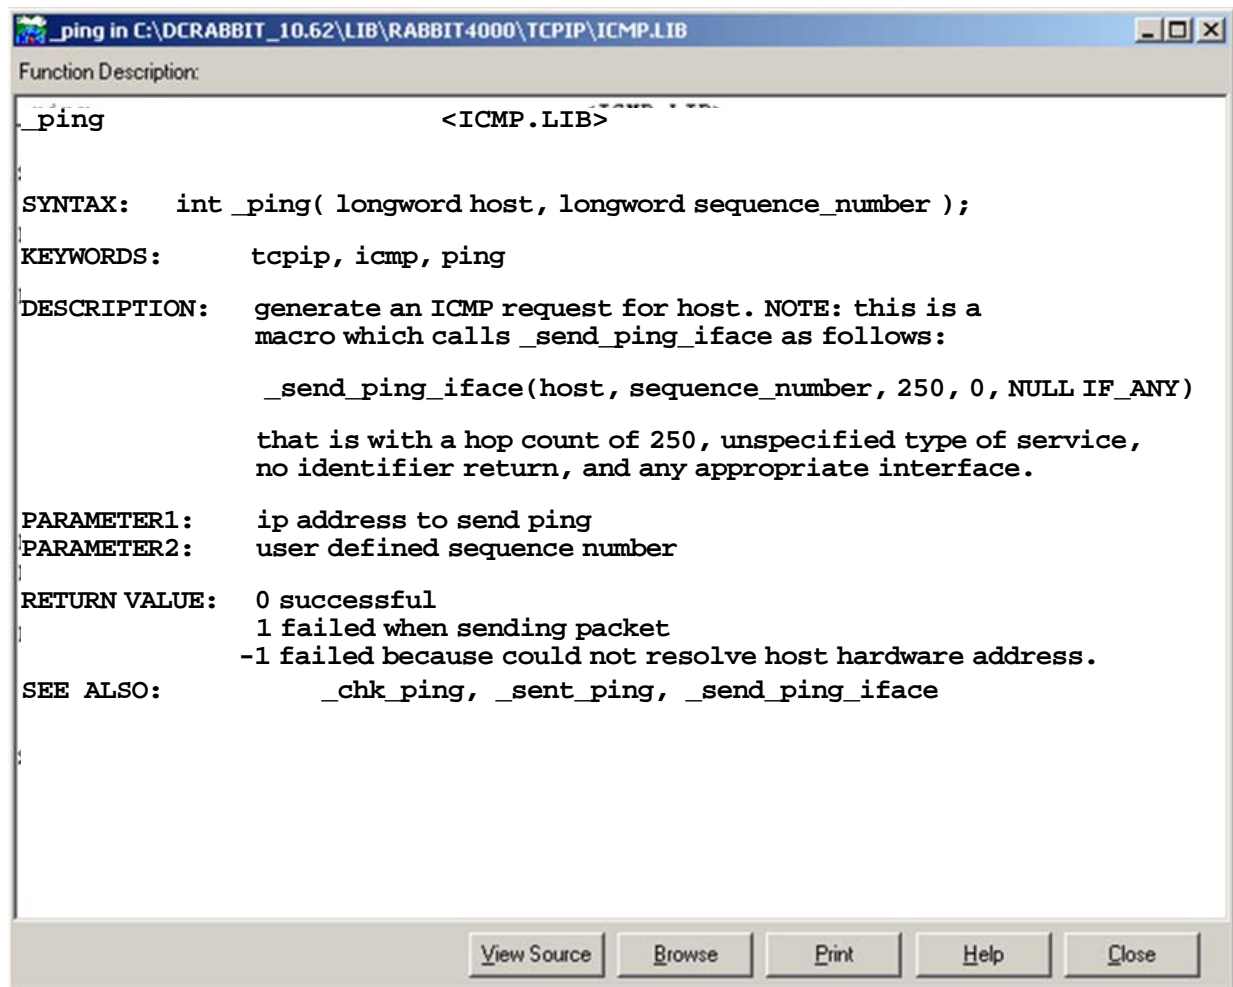 _ping in C:\DCRABBIT_10.62\LIB\RABBIT4000\TCPIP\ICMP.LIB
Function Description:
_ping <ICMP.LIB>
SYNTAX: int _ping( longword host, longword sequence_number );
KEYWORDS: tcpip, icmp, ping
DESCRIPTION: generate an ICMP request for host. NOTE: this is a
macro which calls _send_ping_iface as follows:
_send_ping_iface(host, sequence_number, 250, 0, NULL IF_ANY)
that is with a hop count of 250, unspecified type of service,
no identifier return, and any appropriate interface.
PARAMETER1: ip address to send ping
PARAMETER2: user defined sequence number
RETURN VALUE: 0 successful
1 failed when sending packet
-1 failed because could not resolve host hardware address.
SEE ALSO: _chk_ping, _sent_ping, _send_ping_iface
View Source Browse Print Help Close